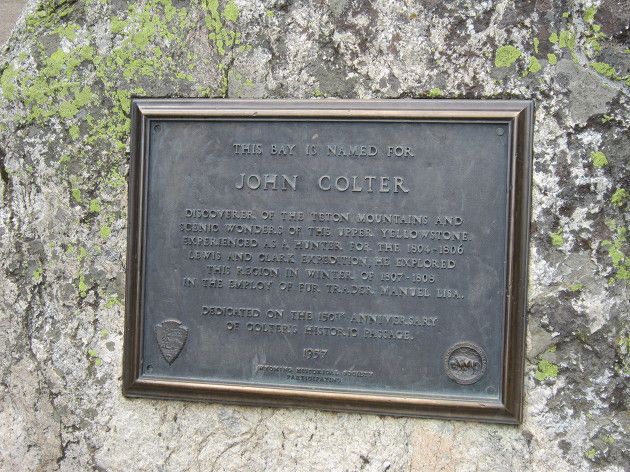 THIS BAY IS NAMED FOR
JOHN COLTER
DISCOVERER OF THE TETON MOUNTAINS AND
SCENIC WONDERS OF THE UPPER YELLOWSTONE.
EXPERIENCED AS A HUNTER FOR THE 1804-1806
LEWIS AND CLARK EXPEDITION, HE EXPLORED
THIS REGION IN WINTER OF 1807-1808
IN THE EMPLOY OF FUR TRADER MANUEL LISA.
DEDICATED ON THE 150TH ANNIVERSARY
OF COLTER'S HISTORIC PASSAGE.
1957
WYOMING HISTORICAL SOCIETY
PARTICIPATING